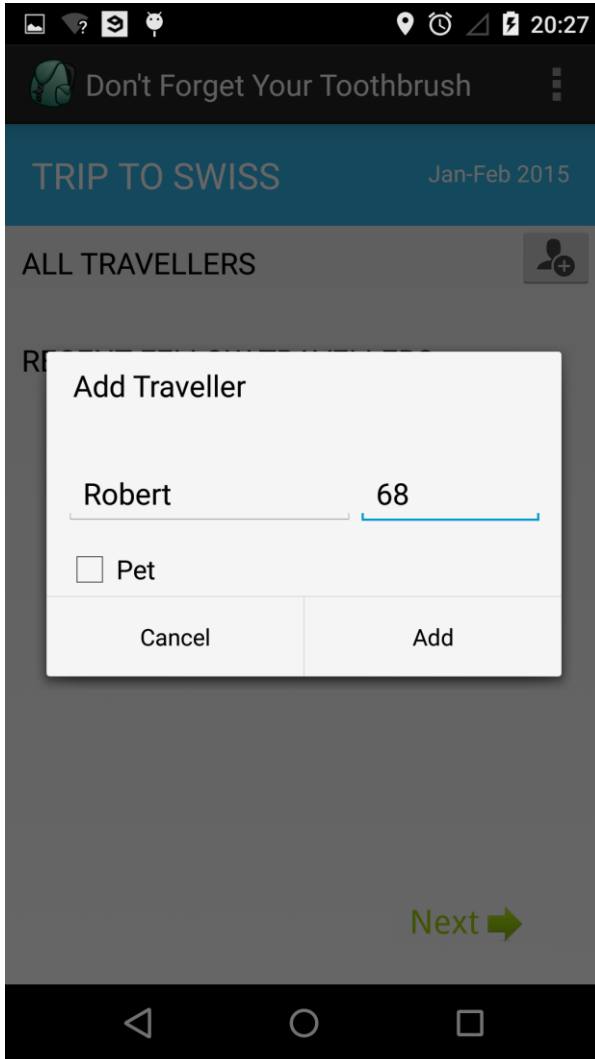 20:27
Don't Forget Your Toothbrush
TRIP TO SWISS
Jan-Feb 2015
ALL TRAVELLERS
Add Traveller
Robert
68
Pet
Cancel
Add
Next